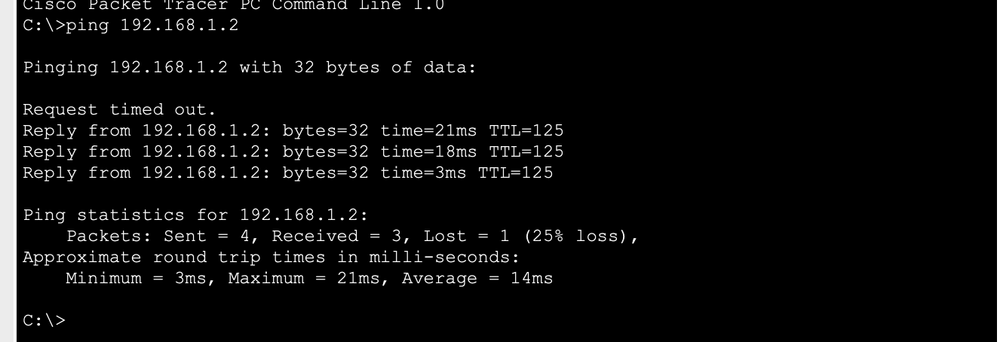 Cisco Packet Tracer PC Command Line 1.0
C:\>ping 192.168.1.2
Pinging 192.168.1.2 with 32 bytes of data:
Request timed out.
Reply from 192.168.1.2: bytes=32 time=21ms TTL=125
Reply from 192.168.1.2: bytes=32 time=18ms TTL=125
Reply from 192.168.1.2: bytes=32 time=3ms TTL=125
Ping statistics for 192.168.1.2:
    Packets: Sent = 4, Received = 3, Lost = 1 (25% loss),
Approximate round trip times in milli-seconds:
    Minimum = 3ms, Maximum = 21ms, Average = 14ms
C:\>